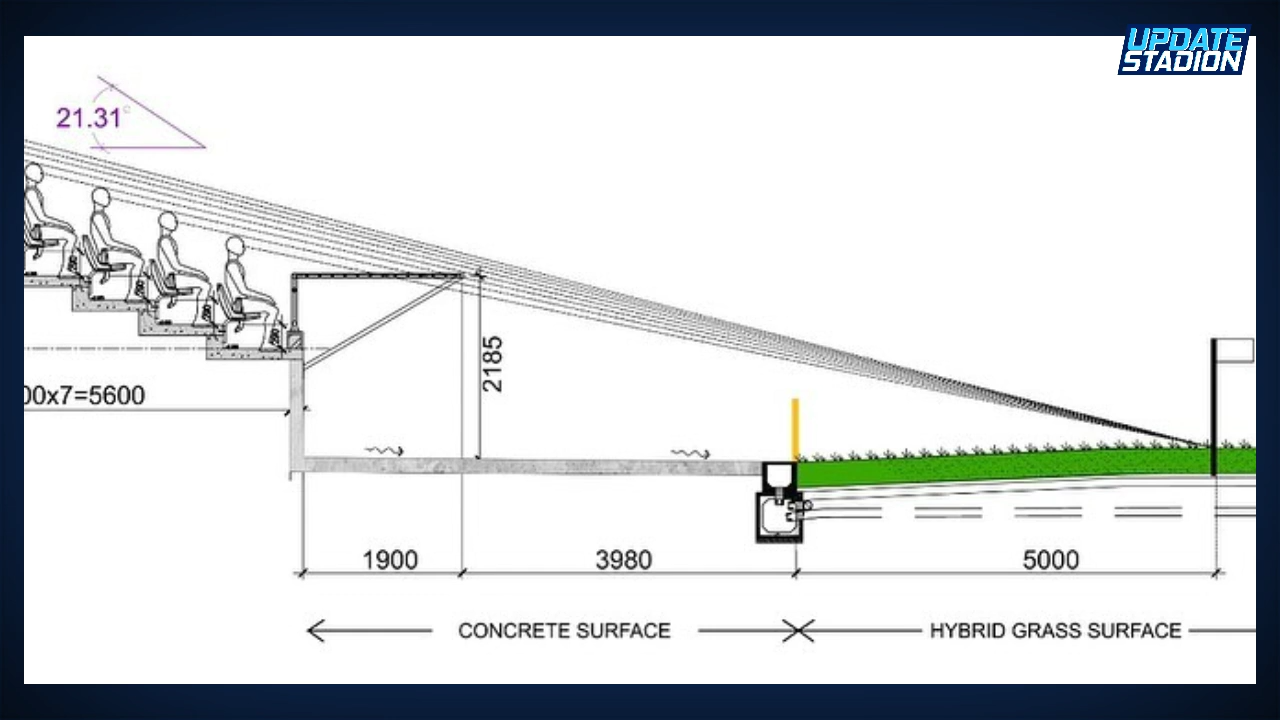 UPDATE
STADION
21.31°
2185
00x7=5600
1900
3980
5000
CONCRETE SURFACE
HYBRID GRASS SURFACE